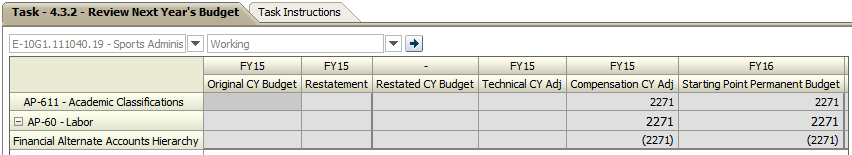 Task - 4.3.2 - Review Next Year's Budget Task Instructions
E-10G1.111040.19 - Sports Adminis Working
FY15 FY15 - FY15 FY15 FY16
Original CY Budget Restatement Restated CY Budget Technical CY Adj Compensation CY Adj Starting Point Permanent Budget
AP-611 - Academic Classifications 2271 2271
AP-60 - Labor 2271 2271
Financial Alternate Accounts Hierarchy (2271) (2271)